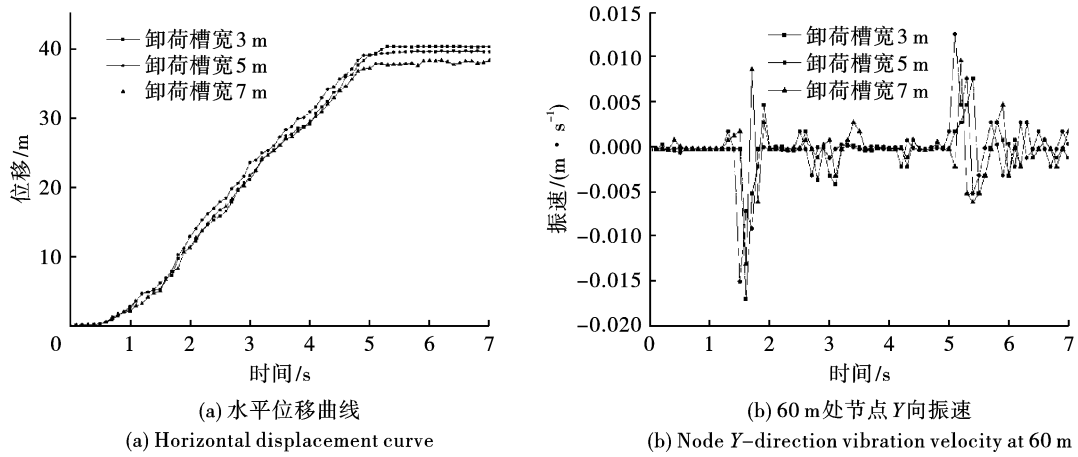 40
30
20
10
0
1
2
3
4
5
6
7
位移/m
时间/s
卸荷槽宽3 m
卸荷槽宽5 m
卸荷槽宽7 m
(a) 水平位移曲线
(a) Horizontal displacement curve
0.015
0.010
0.005
0.000
−0.005
−0.010
−0.015
−0.020
0
1
2
3
4
5
6
7
振速/(m·s⁻¹)
时间/s
卸荷槽宽3 m
卸荷槽宽5 m
卸荷槽宽7 m
(b) 60 m处节点Y向振速
(b) Node Y–direction vibration velocity at 60 m